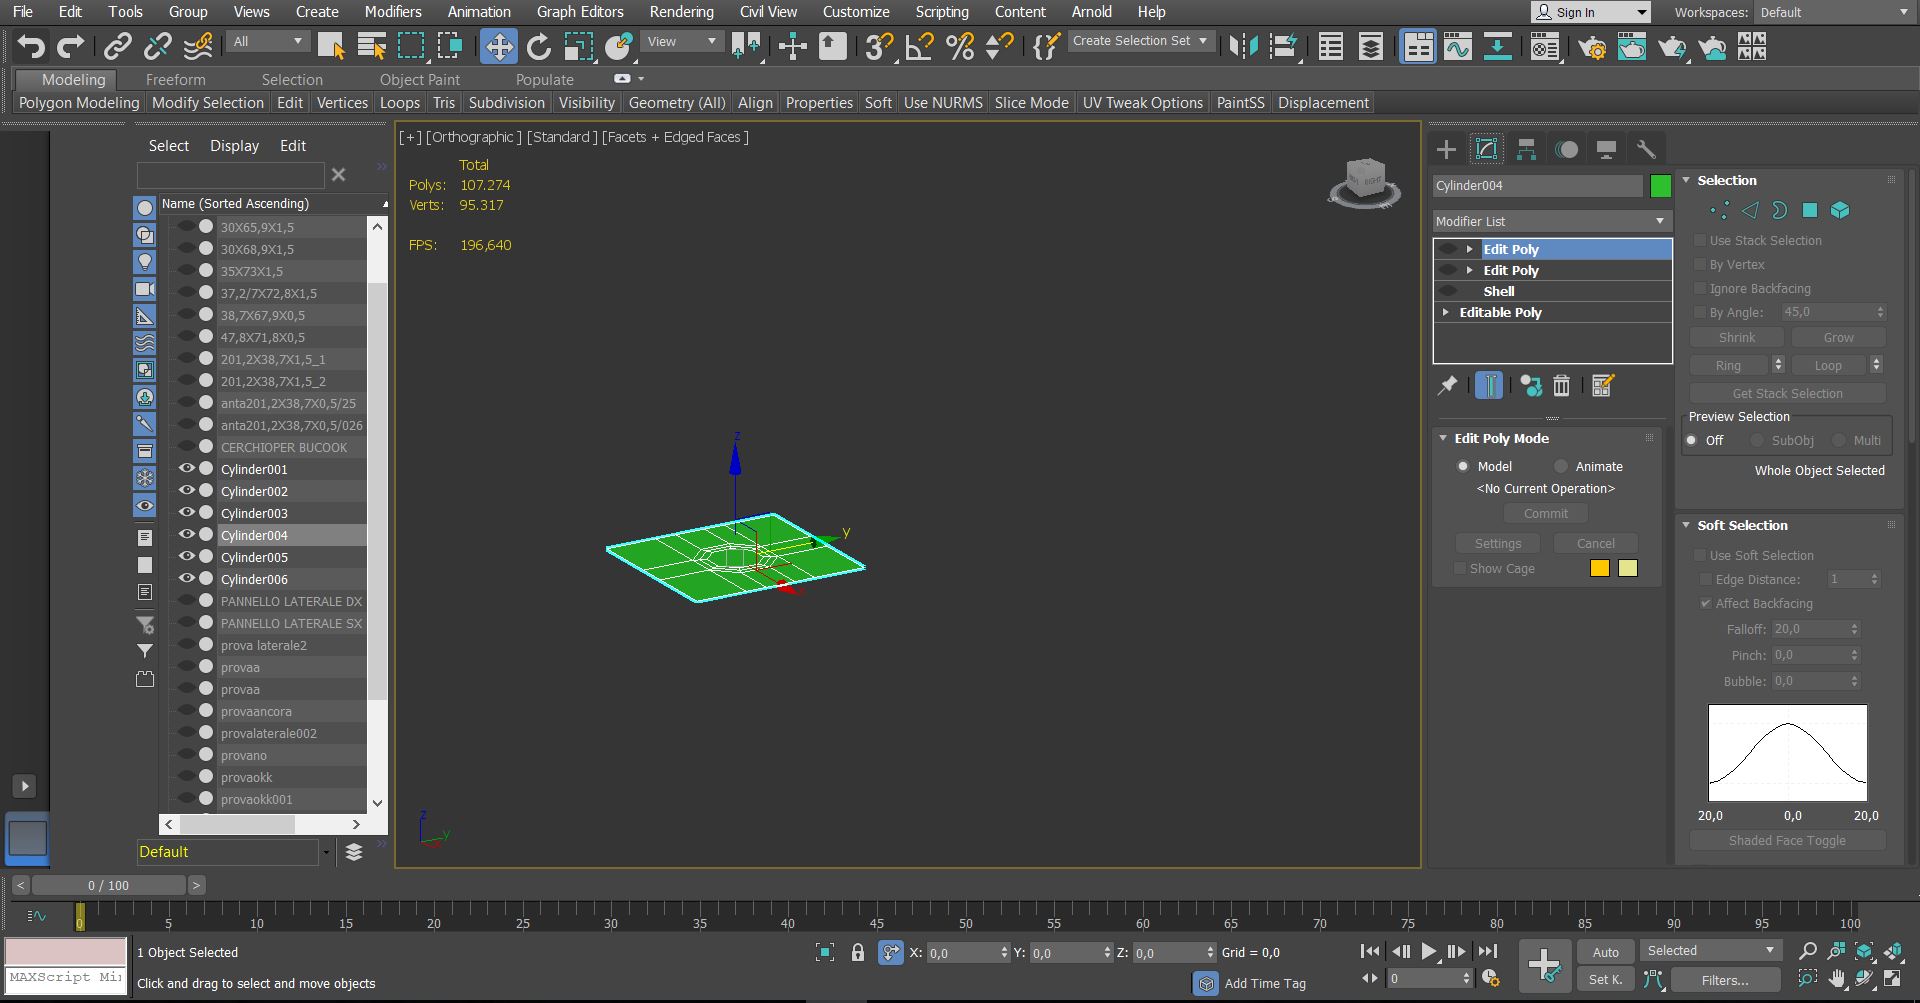 File Edit Tools Group Views Create Modifiers Animation Graph Editors Rendering Civil View Customize Scripting Content Arnold Help Sign In Workspaces: Default
All View Create Selection Set
Modeling Freeform Selection Object Paint Populate
Polygon Modeling Modify Selection Edit Vertices Loops Tris Subdivision Visibility Geometry (All) Align Properties Soft Use NURMS Slice Mode UV Tweak Options PaintSS Displacement
Select Display Edit
Name (Sorted Ascending)
30X65,9X1,5
30X68,9X1,5
35X73X1,5
37,2/7X72,8X1,5
38,7X67,9X0,5
47,8X71,8X0,5
201,2X38,7X1,5_1
201,2X38,7X1,5_2
anta201,2X38,7X0,5/25
anta201,2X38,7X0,5/026
CERCHIOPER BUCOOK
Cylinder001
Cylinder002
Cylinder003
Cylinder004
Cylinder005
Cylinder006
PANNELLO LATERALE DX
PANNELLO LATERALE SX
prova laterale2
provaa
provaa
provaancora
provalaterale002
provano
provaokk
provaokk001
Default
[+] [Orthographic ] [Standard ] [Facets + Edged Faces ]
Total
Polys: 107.274
Verts: 95.317
FPS: 196,640
RIGHT
z
y
z
y
x
Cylinder004
Modifier List
Edit Poly
Edit Poly
Shell
Editable Poly
Edit Poly Mode
Model Animate
<No Current Operation>
Commit
Settings Cancel
Show Cage
Selection
Use Stack Selection
By Vertex
Ignore Backfacing
By Angle: 45,0
Shrink Grow
Ring Loop
Get Stack Selection
Preview Selection
Off SubObj Multi
Whole Object Selected
Soft Selection
Use Soft Selection
Edge Distance: 1
Affect Backfacing
Falloff: 20,0
Pinch: 0,0
Bubble: 0,0
20,0 0,0 20,0
Shaded Face Toggle
< 0 / 100 >
0 5 10 15 20 25 30 35 40 45 50 55 60 65 70 75 80 85 90 95 100
1 Object Selected X: 0,0 Y: 0,0 Z: 0,0 Grid = 0,0 Auto Selected
MAXScript Mi
Click and drag to select and move objects Add Time Tag 0 Set K. Filters...